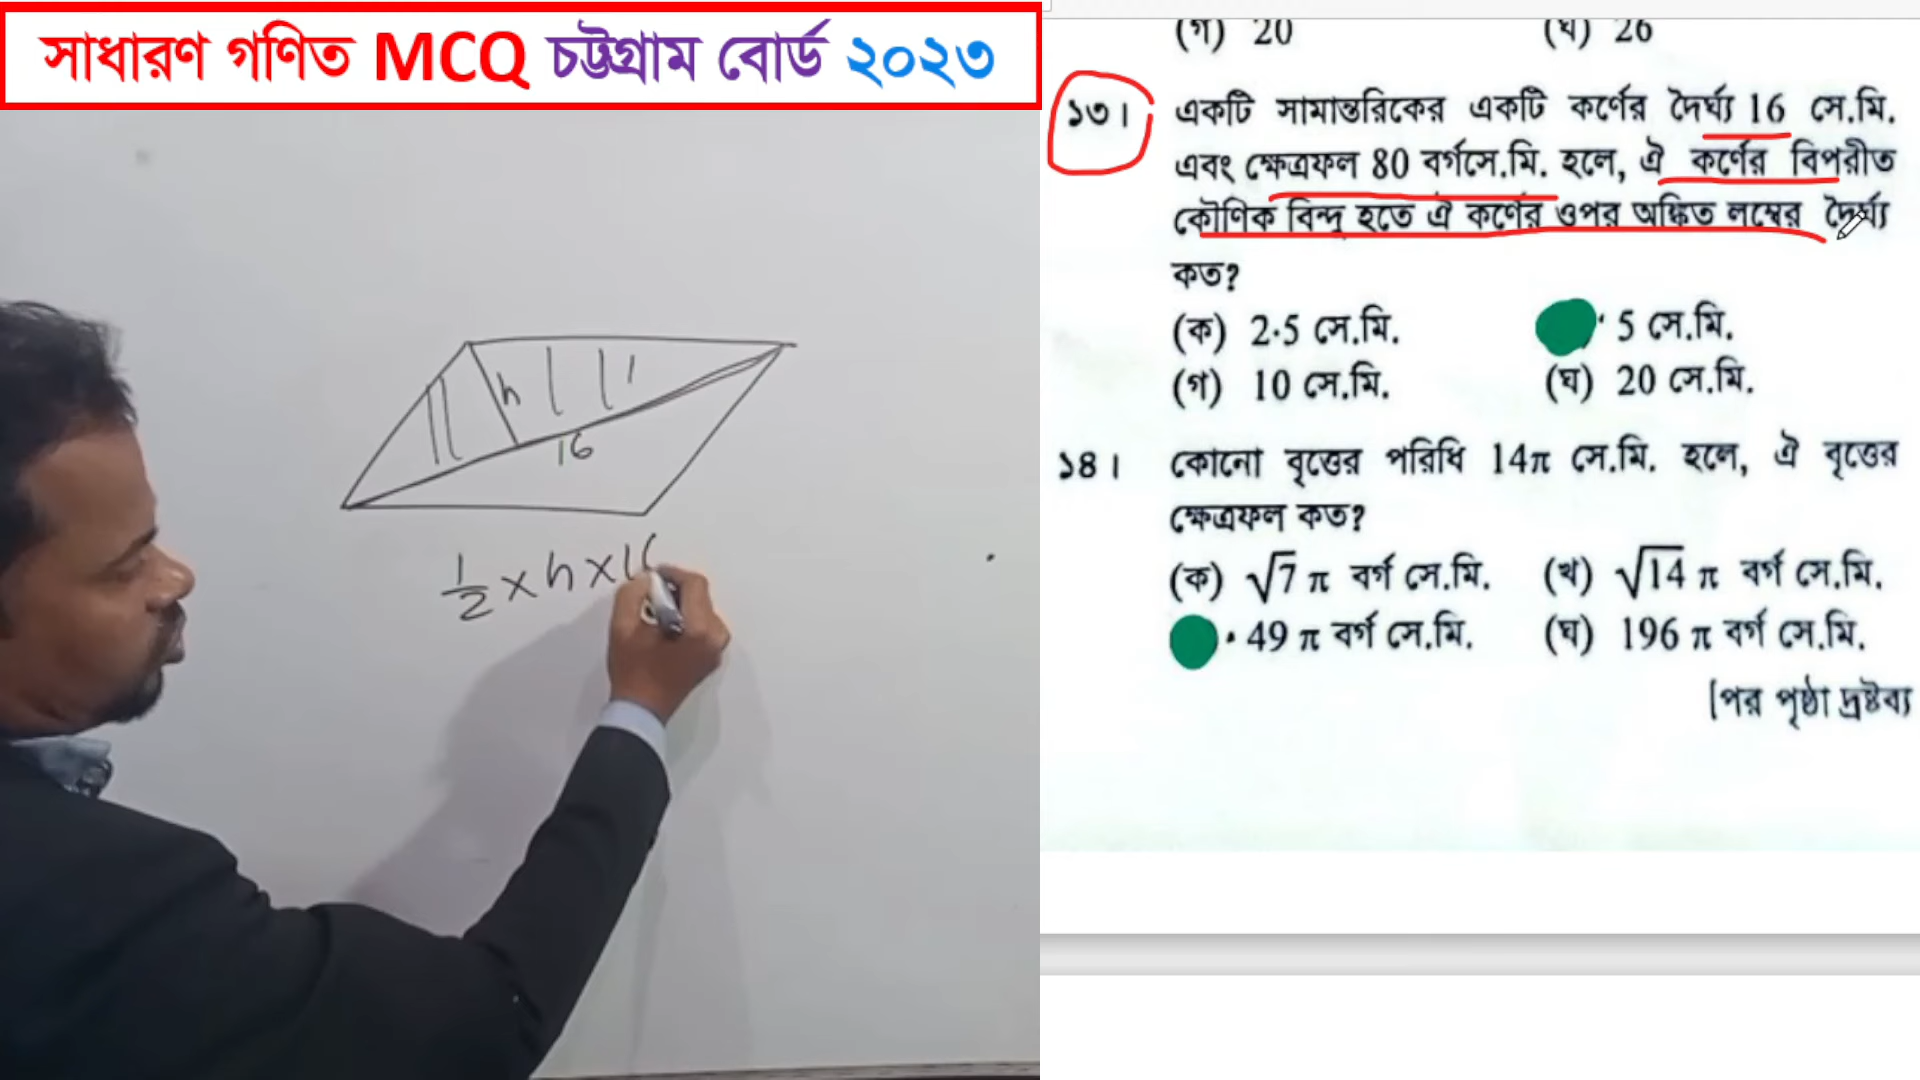 সাধারণ গণিত MCQ চট্টগ্রাম বোর্ড ২০২৩
(গ) 20 (ঘ) 26
১৩। একটি সামান্তরিকের একটি কর্ণের দৈর্ঘ্য 16 সে.মি.
এবং ক্ষেত্রফল 80 বর্গসে.মি. হলে, ঐ কর্ণের বিপরীত
কৌণিক বিন্দু হতে ঐ কর্ণের ওপর অঙ্কিত লম্বের দৈর্ঘ্য
কত?
(ক) 2·5 সে.মি. 5 সে.মি.
(গ) 10 সে.মি. (ঘ) 20 সে.মি.
১৪। কোনো বৃত্তের পরিধি 14π সে.মি. হলে, ঐ বৃত্তের
ক্ষেত্রফল কত?
(ক) √7 π বর্গ সে.মি. (খ) √14 π বর্গ সে.মি.
49 π বর্গ সে.মি. (ঘ) 196 π বর্গ সে.মি.
[পর পৃষ্ঠা দ্রষ্টব্য
h
16
1/2 × h × 16